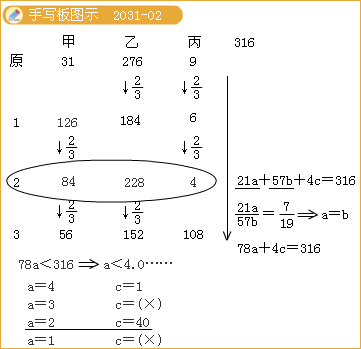 手写板图示 2031-02
甲 乙 丙 316
原 31 276 9
↓2/3 ↓2/3
1 126 184 6
↓2/3 ↓2/3
2 84 228 4
21a+57b+4c=316
↓2/3 ↓2/3
21a/57b=7/19⇒a=b
3 56 152 108
78a+4c=316
78a<316⇒a<4.0……
a=4 c=1
a=3 c=(×)
a=2 c=40
a=1 c=(×)